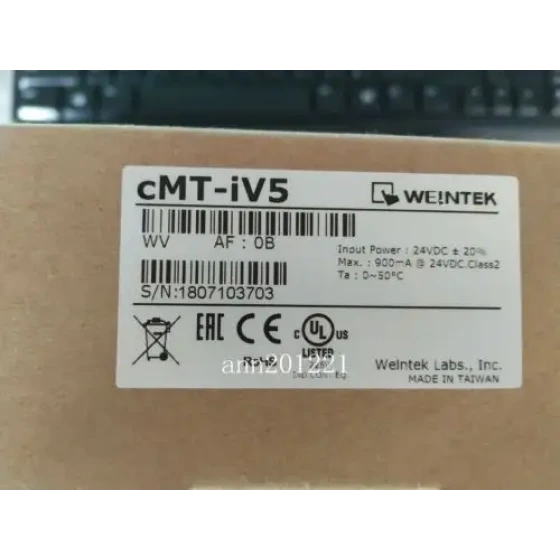 cMT-iV5
WEINTEK
WV AF : 0B
Input Power : 24VDC ± 20%
Max. : 900mA @ 24VDC.Class2
Ta : 0~50°C
S/N:1807103703
EAC CE C UL US
LISTED
RoHS
ann201221
Weintek Labs., Inc.
MADE IN TAIWAN